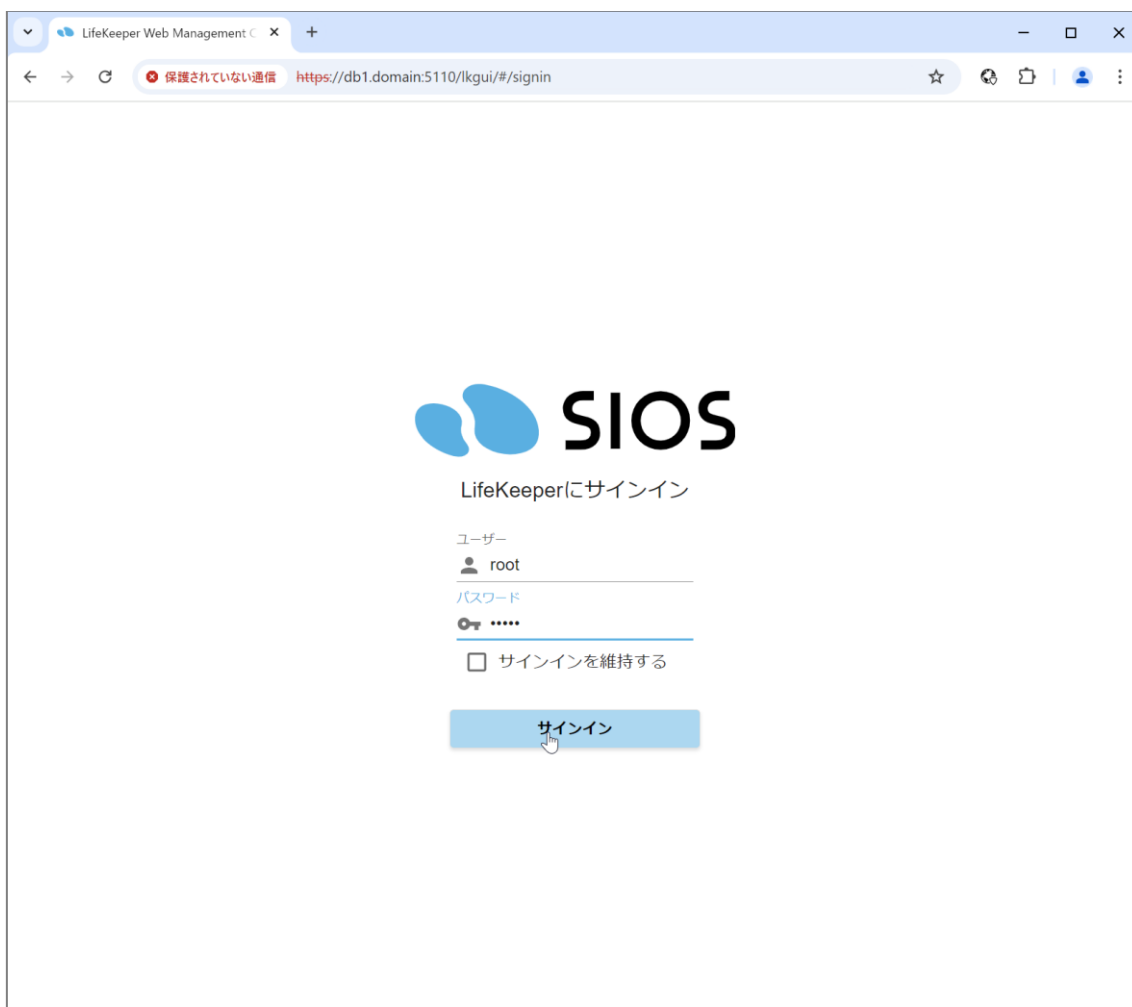 LifeKeeper Web Management C
保護されていない通信 https://db1.domain:5110/lkgui/#/signin
SIOS
LifeKeeperにサインイン
ユーザー
root
パスワード
•••••
サインインを維持する
サインイン